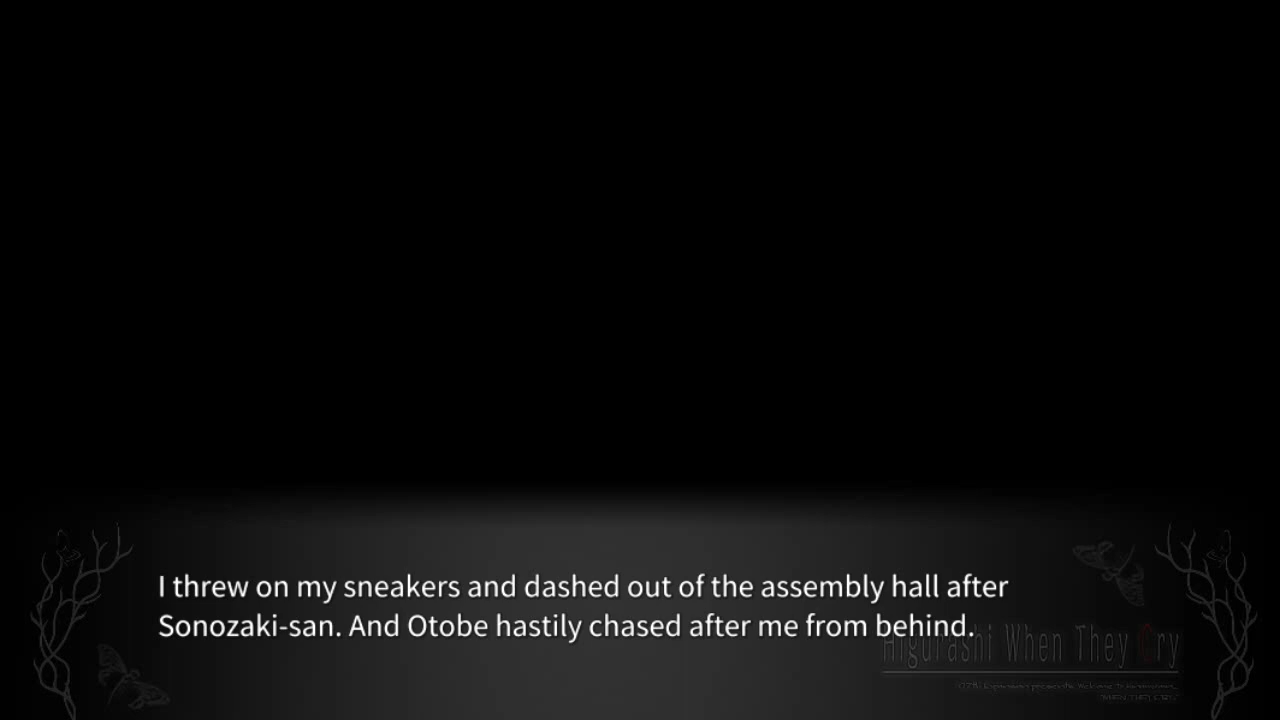 I threw on my sneakers and dashed out of the assembly hall after
Sonozaki-san. And Otobe hastily chased after me from behind.
Higurashi When They Cry